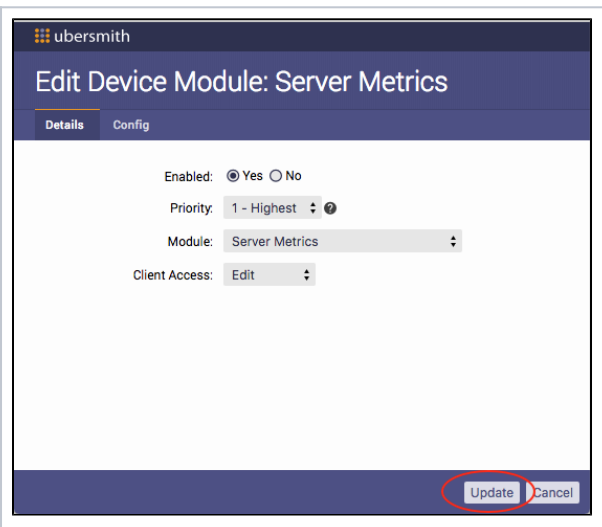 ubersmith
Edit Device Module: Server Metrics
Details Config
Enabled: Yes No
Priority: 1 - Highest ?
Module: Server Metrics
Client Access: Edit
Update Cancel